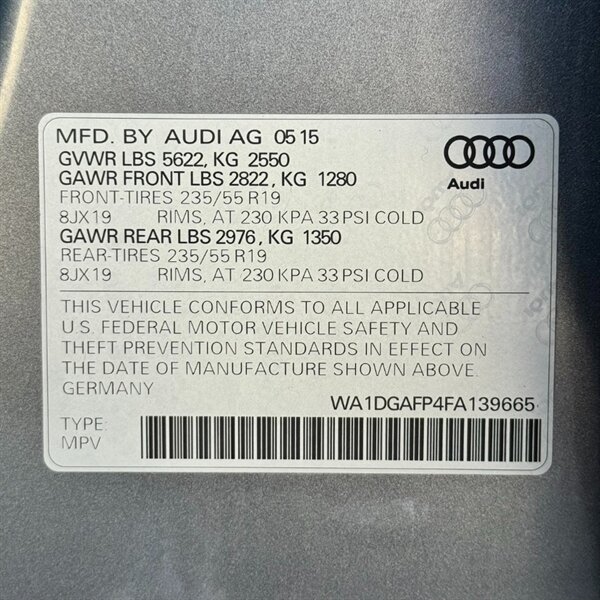 MFD. BY AUDI AG 05 15
GVWR LBS 5622, KG 2550
GAWR FRONT LBS 2822, KG 1280
FRONT-TIRES 235/55 R19
8JX19 RIMS, AT 230 KPA 33 PSI COLD
GAWR REAR LBS 2976, KG 1350
REAR-TIRES 235/55 R19
8JX19 RIMS, AT 230 KPA 33 PSI COLD
Audi
THIS VEHICLE CONFORMS TO ALL APPLICABLE
U.S. FEDERAL MOTOR VEHICLE SAFETY AND
THEFT PREVENTION STANDARDS IN EFFECT ON
THE DATE OF MANUFACTURE SHOWN ABOVE.
GERMANY
WA1DGAFP4FA139665
TYPE:
MPV